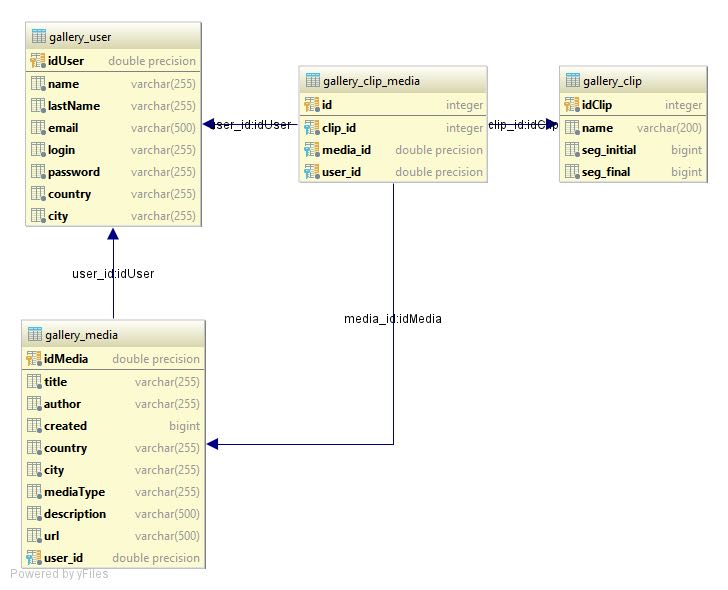 gallery_user
idUser double precision
name varchar(255)
lastName varchar(255)
email varchar(500)
login varchar(255)
password varchar(255)
country varchar(255)
city varchar(255)
user_id:idUser
gallery_clip_media
id integer
clip_id integer
media_id double precision
user_id double precision
clip_id:idClip
gallery_clip
idClip integer
name varchar(200)
seg_initial bigint
seg_final bigint
user_id:idUser
media_id:idMedia
gallery_media
idMedia double precision
title varchar(255)
author varchar(255)
created bigint
country varchar(255)
city varchar(255)
mediaType varchar(255)
description varchar(500)
url varchar(500)
user_id double precision
Powered by yFiles